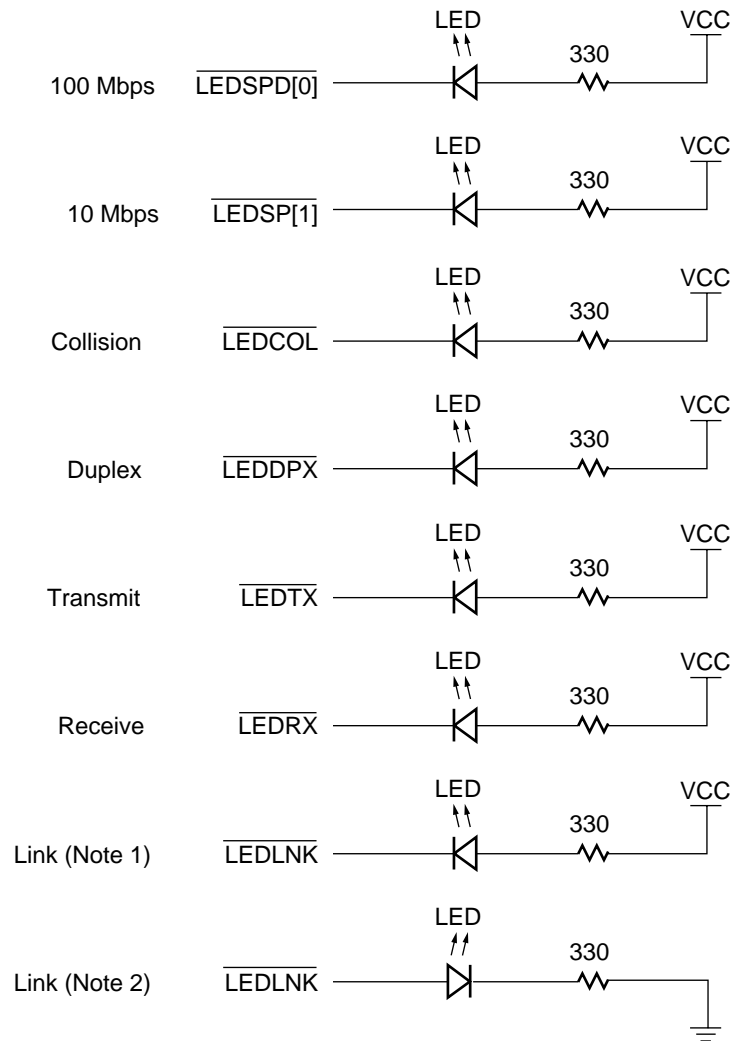 LED VCC
330
100 Mbps LEDSPD[0]
LED VCC
330
10 Mbps LEDSP[1]
LED VCC
330
Collision LEDCOL
LED VCC
330
Duplex LEDDPX
LED VCC
330
Transmit LEDTX
LED VCC
330
Receive LEDRX
LED VCC
330
Link (Note 1) LEDLNK
LED
330
Link (Note 2) LEDLNK